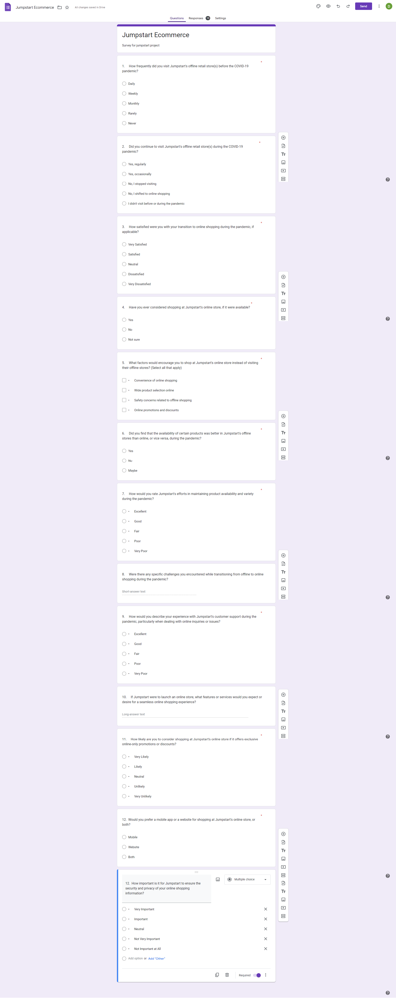 Jumpstart Ecommerce
All changes saved in Drive
Send
D
Questions
Responses 10
Settings
Jumpstart Ecommerce
Survey for jumpstart project
*
1. How frequently did you visit Jumpstart's offline retail store(s) before the COVID-19
pandemic?
Daily
Weekly
Monthly
Rarely
Never
*
2. Did you continue to visit Jumpstart's offline retail store(s) during the COVID-19
pandemic?
Yes, regularly
Yes, occasionally
No, I stopped visiting
No, I shifted to online shopping
I didn't visit before or during the pandemic
*
3. How satisfied were you with your transition to online shopping during the pandemic, if
applicable?
Very Satisfied
Satisfied
Neutral
Dissatisfied
Very Dissatisfied
*
4. Have you ever considered shopping at Jumpstart's online store, if it were available?
Yes
No
Not sure
*
5. What factors would encourage you to shop at Jumpstart's online store instead of visiting
their offline stores? (Select all that apply)
• Convenience of online shopping
• Wide product selection online
• Safety concerns related to offline shopping
• Online promotions and discounts
*
6. Did you find that the availability of certain products was better in Jumpstart's offline
stores than online, or vice versa, during the pandemic?
Yes
No
Maybe
*
7. How would you rate Jumpstart's efforts in maintaining product availability and variety
during the pandemic?
• Excellent
• Good
• Fair
• Poor
• Very Poor
8. Were there any specific challenges you encountered while transitioning from offline to online
shopping during the pandemic?
Short-answer text
*
9. How would you describe your experience with Jumpstart's customer support during the
pandemic, particularly when dealing with online inquiries or issues?
• Excellent
• Good
• Fair
• Poor
• Very Poor
10. If Jumpstart were to launch an online store, what features or services would you expect or
desire for a seamless online shopping experience?
Long-answer text
*
11. How likely are you to consider shopping at Jumpstart's online store if it offers exclusive
online-only promotions or discounts?
• Very Likely
• Likely
• Neutral
• Unlikely
• Very Unlikely
*
12. Would you prefer a mobile app or a website for shopping at Jumpstart's online store, or
both?
Mobile
Website
Both
12. How important is it for Jumpstart to ensure the
security and privacy of your online shopping
information?
Multiple choice
• Very Important
• Important
• Neutral
• Not Very Important
• Not Important at All
Add option or Add "Other"
Required